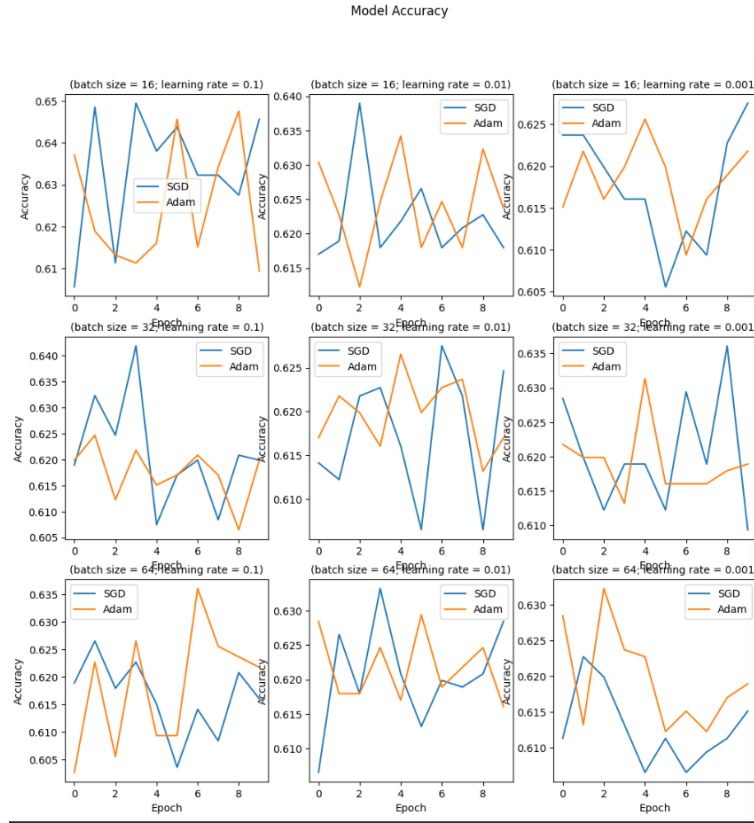 Model Accuracy
(batch size = 16; learning rate = 0.1)
(batch size = 16; learning rate = 0.01)
(batch size = 16; learning rate = 0.001
0.65
0.64
0.63
0.62
0.61
Accuracy
SGD
Adam
0 2 4 6 8
Epoch
0.640
0.635
0.630
0.625
0.620
0.615
Accuracy
SGD
Adam
0 2 4 6 8
Epoch
0.625
0.620
0.615
0.610
0.605
Accuracy
SGD
Adam
0 2 4 6 8
Epoch
(batch size = 32; learning rate = 0.1)
(batch size = 32; learning rate = 0.01)
(batch size = 32; learning rate = 0.001
0.640
0.635
0.630
0.625
0.620
0.615
0.610
0.605
Accuracy
SGD
Adam
0 2 4 6 8
Epoch
0.625
0.620
0.615
0.610
Accuracy
SGD
Adam
0 2 4 6 8
Epoch
0.635
0.630
0.625
0.620
0.615
0.610
Accuracy
SGD
Adam
0 2 4 6 8
Epoch
(batch size = 64; learning rate = 0.1)
(batch size = 64; learning rate = 0.01)
(batch size = 64; learning rate = 0.001
0.635
0.630
0.625
0.620
0.615
0.610
0.605
Accuracy
SGD
Adam
0 2 4 6 8
Epoch
0.630
0.625
0.620
0.615
0.610
Accuracy
SGD
Adam
0 2 4 6 8
Epoch
0.630
0.625
0.620
0.615
0.610
Accuracy
SGD
Adam
0 2 4 6 8
Epoch